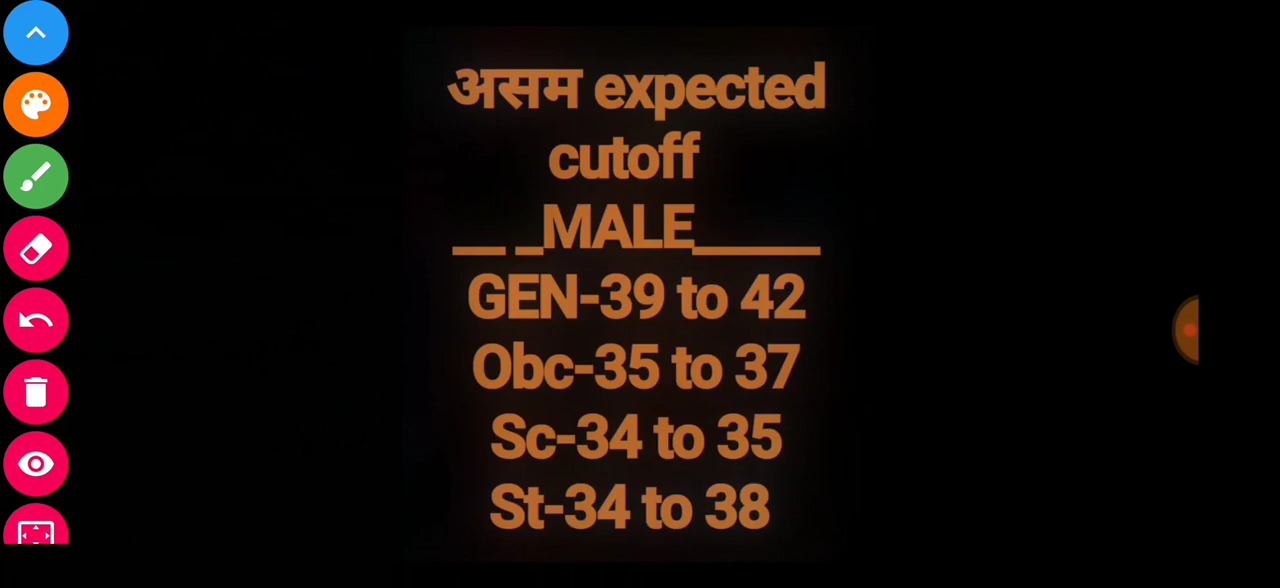 असम expected
cutoff
__ _MALE_____
GEN-39 to 42
Obc-35 to 37
Sc-34 to 35
St-34 to 38